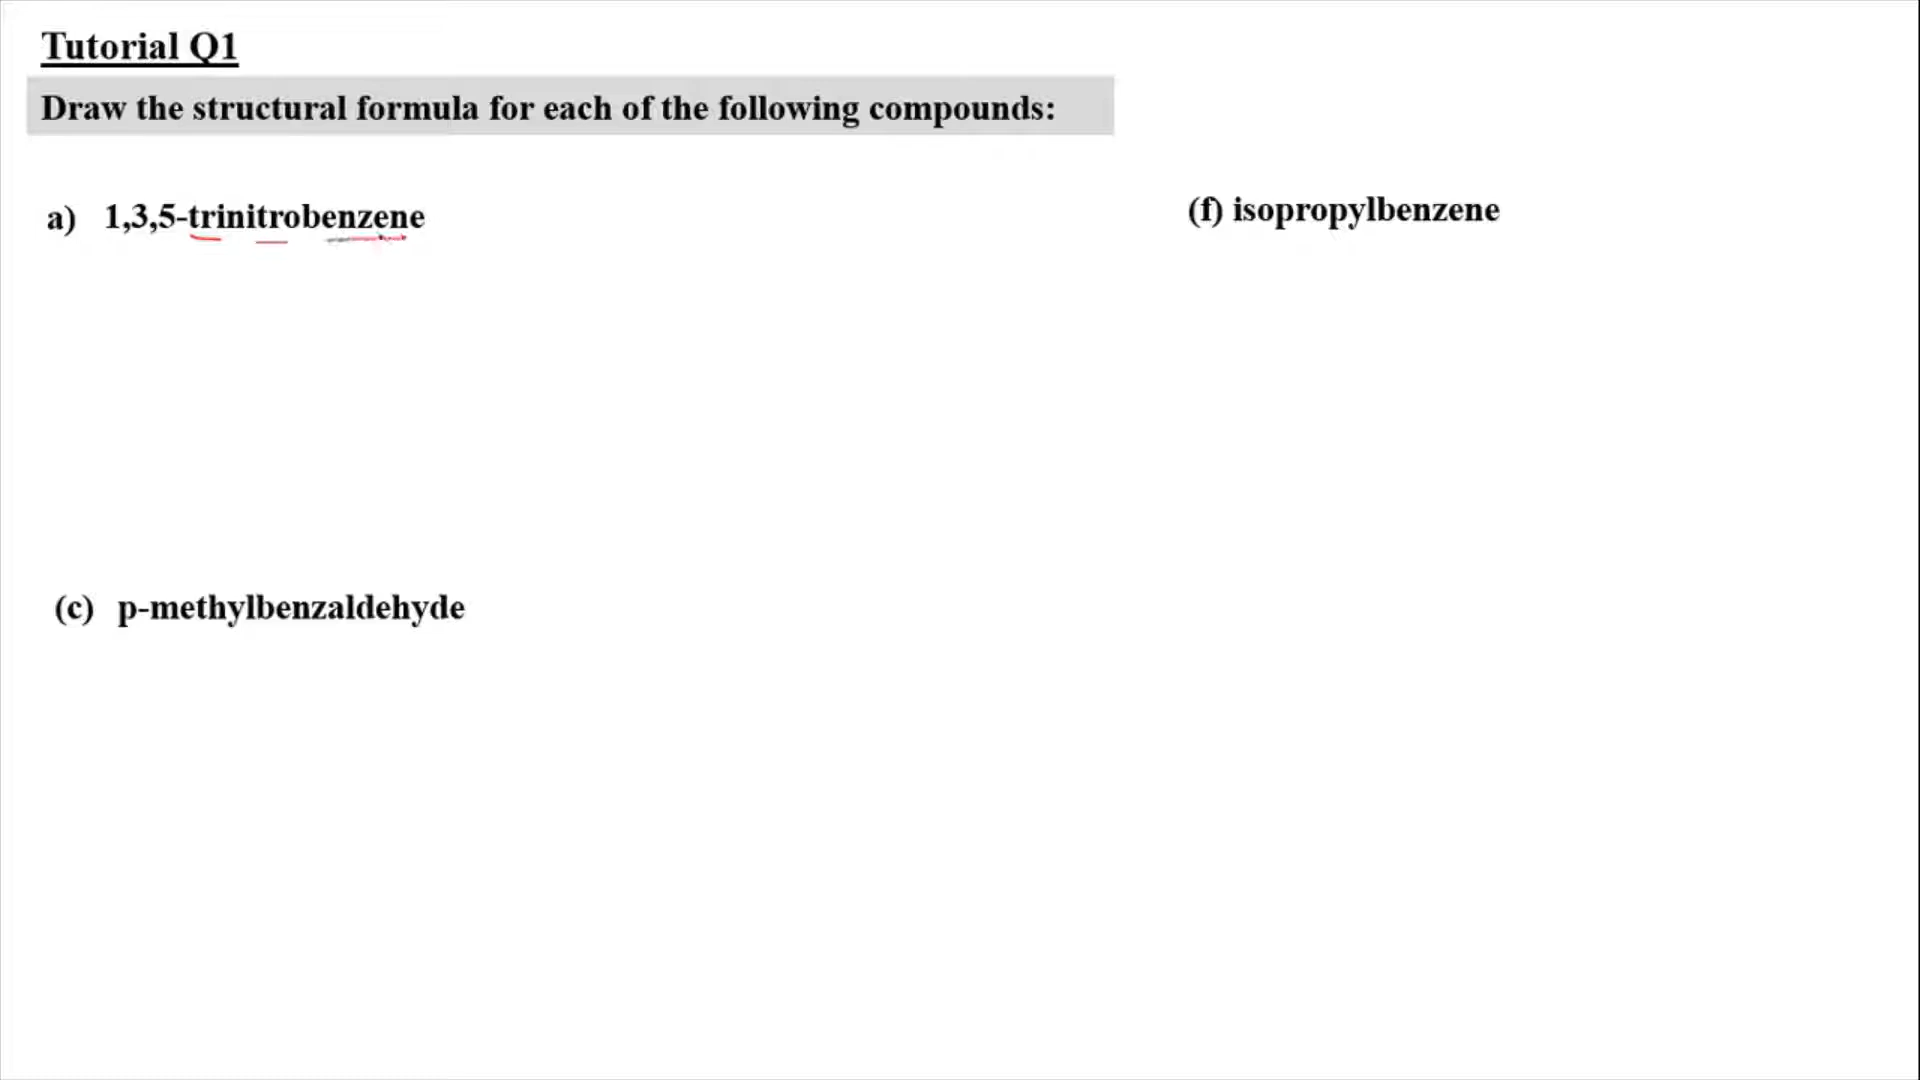 Tutorial Q1
Draw the structural formula for each of the following compounds:
a) 1,3,5-trinitrobenzene
(f) isopropylbenzene
(c) p-methylbenzaldehyde